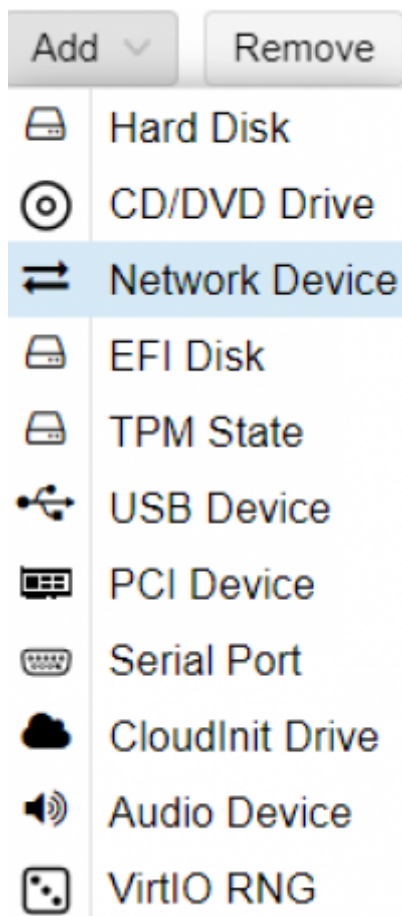 Add Remove
Hard Disk
CD/DVD Drive
Network Device
EFI Disk
TPM State
USB Device
PCI Device
Serial Port
CloudInit Drive
Audio Device
VirtIO RNG